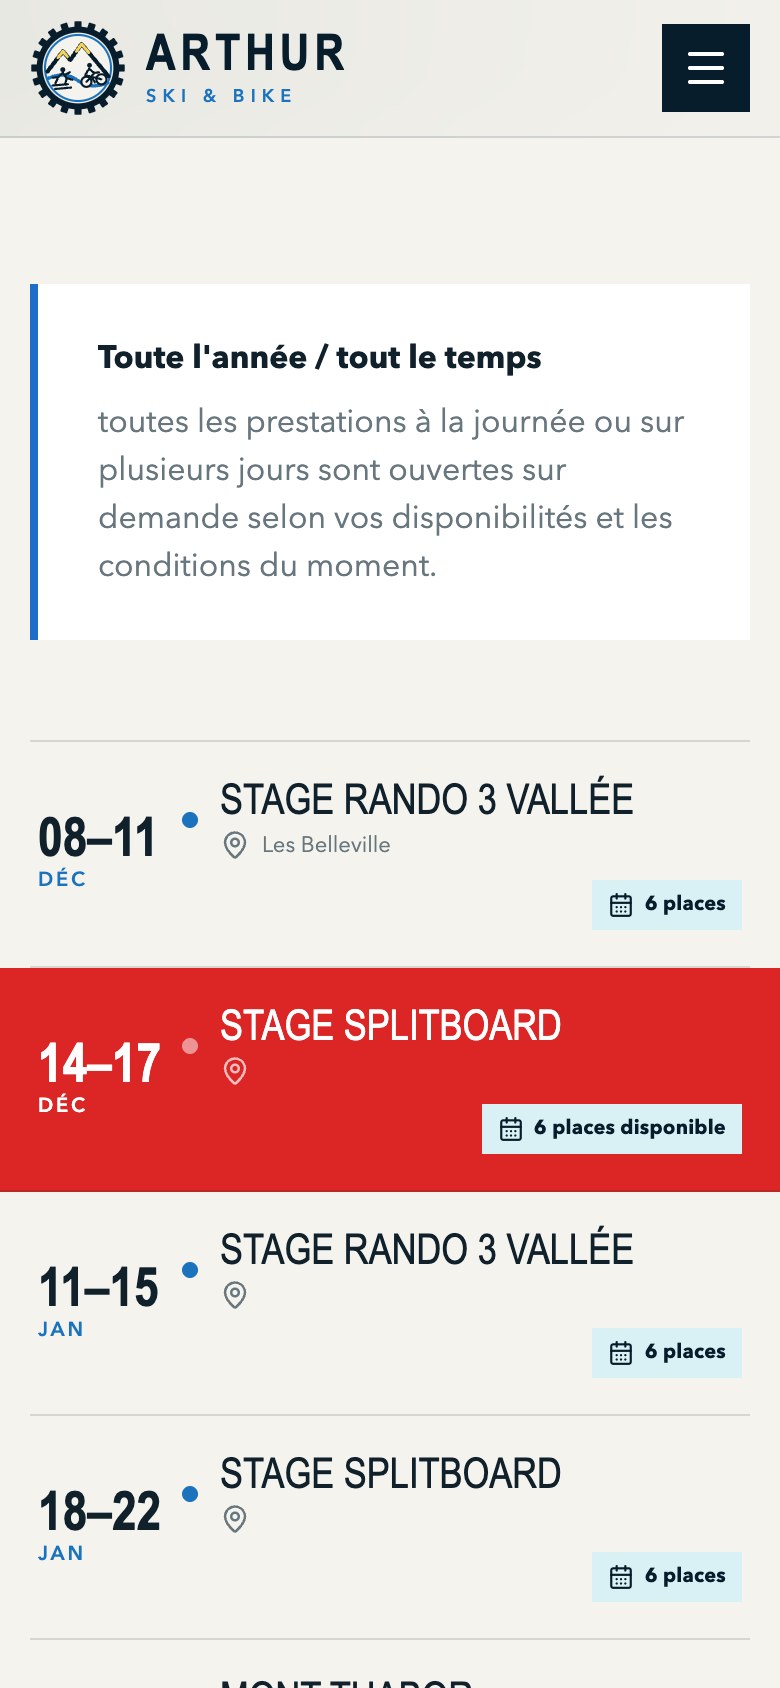 ARTHUR
SKI & BIKE
Toute l'année / tout le temps
toutes les prestations à la journée ou sur
plusieurs jours sont ouvertes sur
demande selon vos disponibilités et les
conditions du moment.
08–11
DÉC
STAGE RANDO 3 VALLÉE
Les Belleville
6 places
14–17
DÉC
STAGE SPLITBOARD
6 places disponible
11–15
JAN
STAGE RANDO 3 VALLÉE
6 places
18–22
JAN
STAGE SPLITBOARD
6 places
MONT THABOR